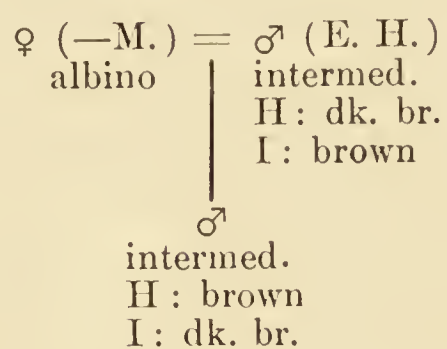 ♀ (—M.) = ♂ (E. H.)
albino intermed.
H: dk. br.
I: brown
♂
intermed.
H: brown
I: dk. br.